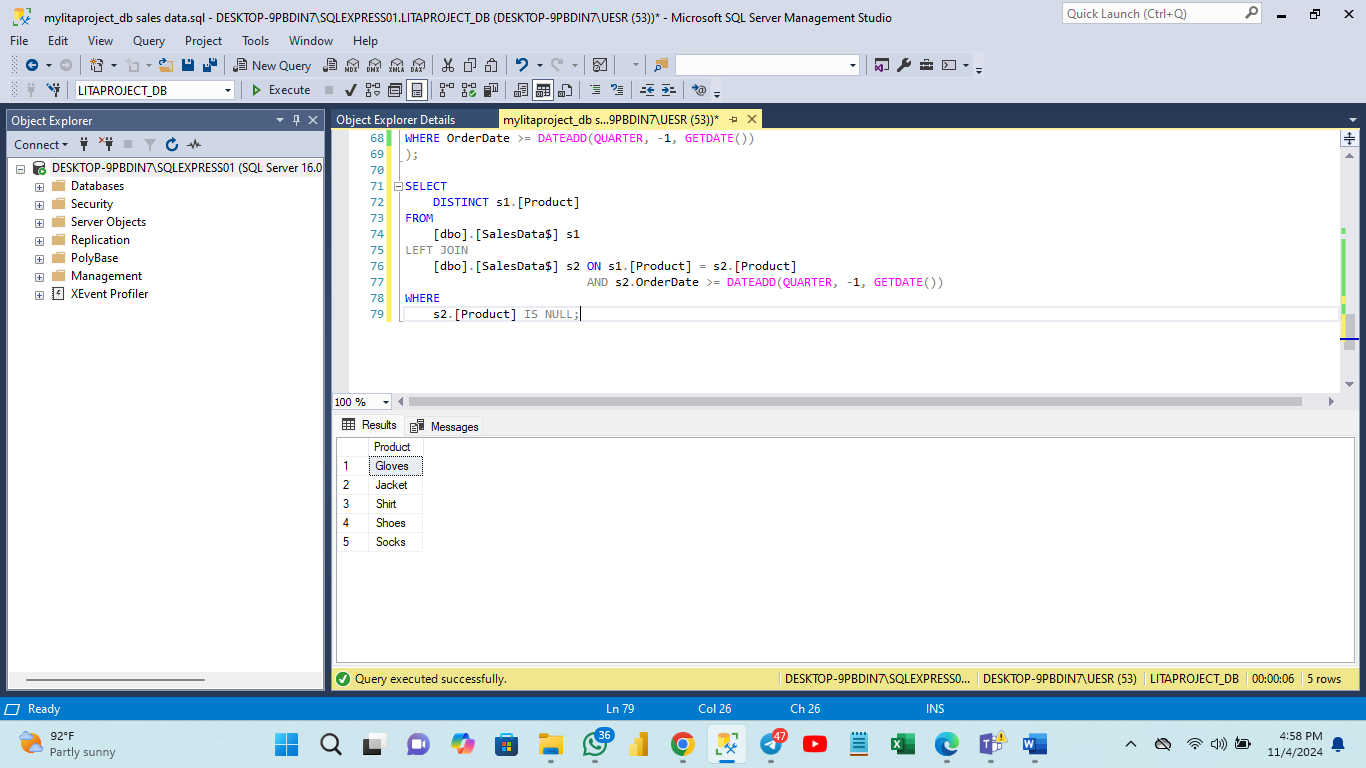 mylitaproject_db sales data.sql - DESKTOP-9PBDIN7\SQLEXPRESS01.LITAPROJECT_DB (DESKTOP-9PBDIN7\UESR (53))* - Microsoft SQL Server Management Studio
Quick Launch (Ctrl+Q)
File Edit View Query Project Tools Window Help
New Query MDX DMX XMLA DAX
LITAPROJECT_DB Execute
Object Explorer
Object Explorer Details mylitaproject_db s...9PBDIN7\UESR (53))*
Connect
DESKTOP-9PBDIN7\SQLEXPRESS01 (SQL Server 16.0
Databases
Security
Server Objects
Replication
PolyBase
Management
XEvent Profiler
68 WHERE OrderDate >= DATEADD(QUARTER, -1, GETDATE())
69 );
70
71 SELECT
72 DISTINCT s1.[Product]
73 FROM
74 [dbo].[SalesData$] s1
75 LEFT JOIN
76 [dbo].[SalesData$] s2 ON s1.[Product] = s2.[Product]
77 AND s2.OrderDate >= DATEADD(QUARTER, -1, GETDATE())
78 WHERE
79 s2.[Product] IS NULL;
100 %
Results Messages
Product
1 Gloves
2 Jacket
3 Shirt
4 Shoes
5 Socks
Query executed successfully. DESKTOP-9PBDIN7\SQLEXPRESS0... DESKTOP-9PBDIN7\UESR (53) LITAPROJECT_DB 00:00:06 5 rows
Ready Ln 79 Col 26 Ch 26 INS
92°F
Partly sunny
36
47
4:58 PM
11/4/2024